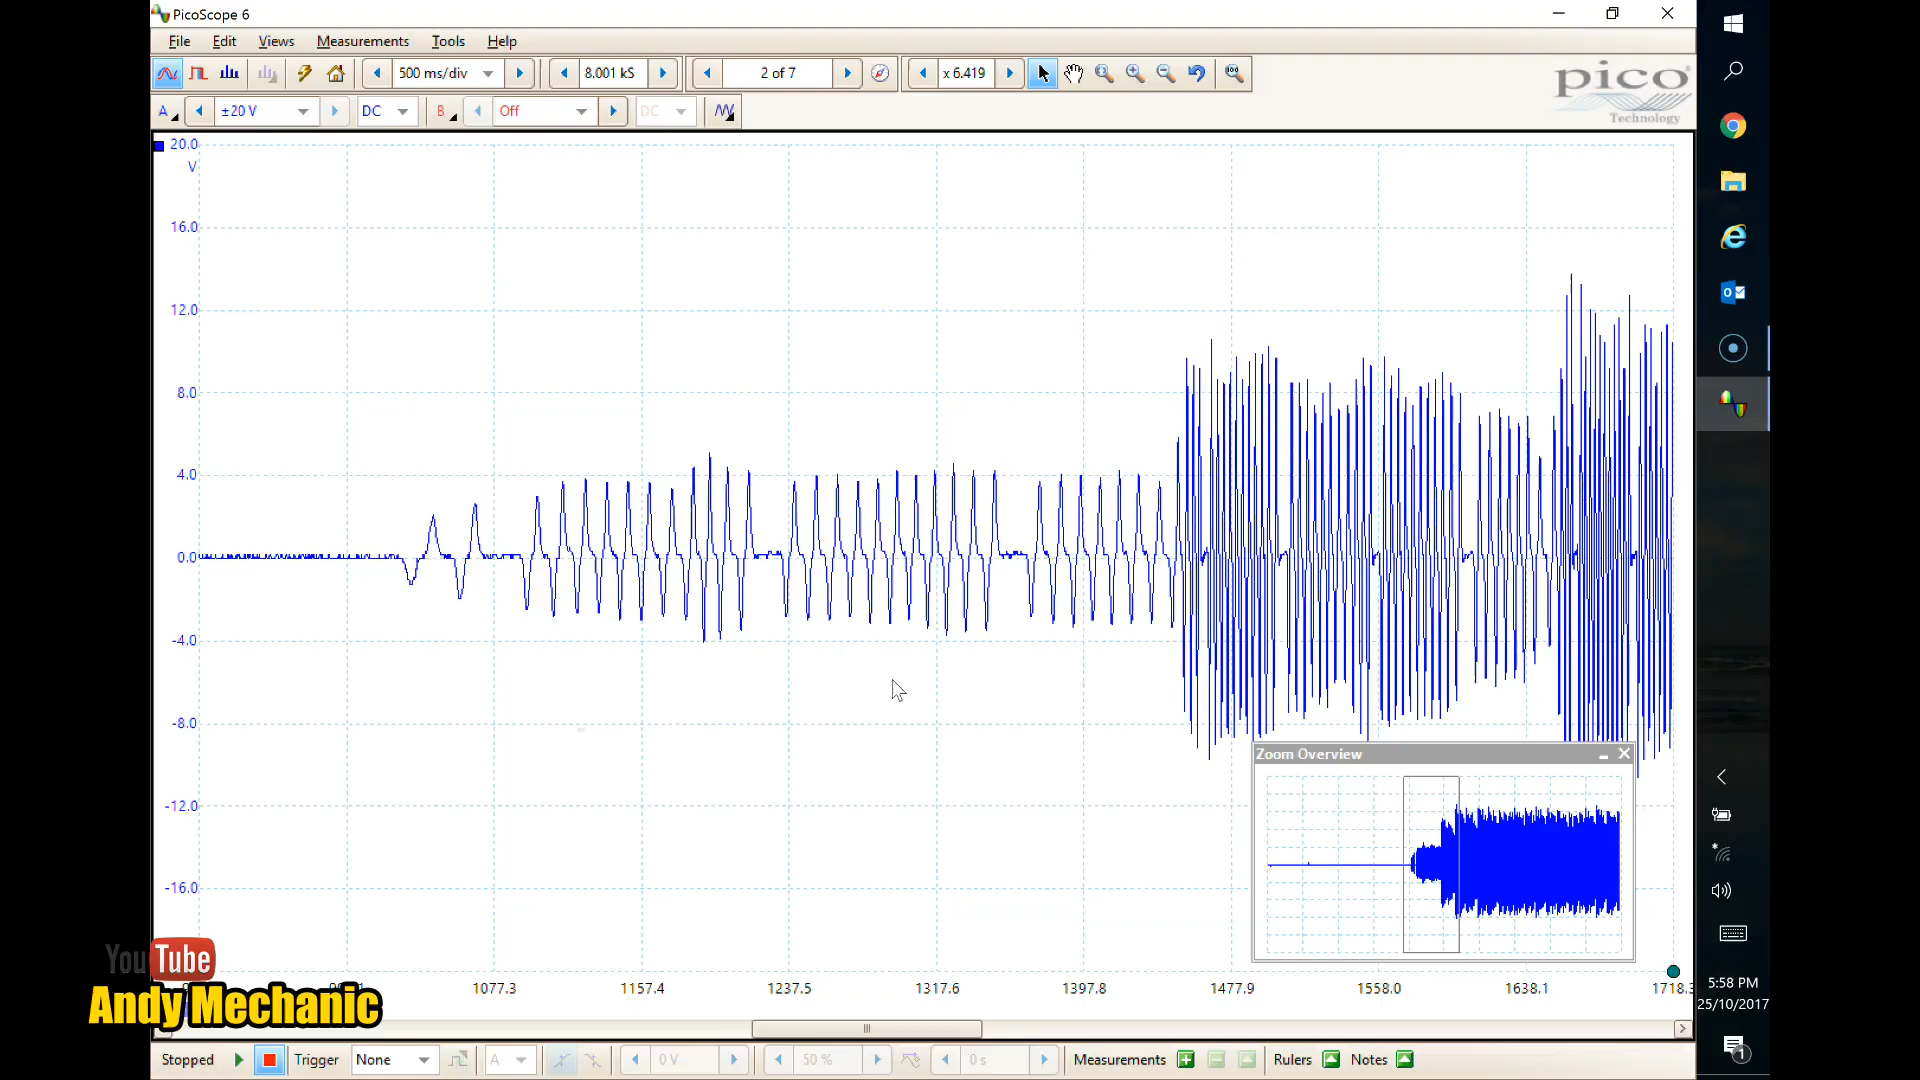 PicoScope 6
File Edit Views Measurements Tools Help
500 ms/div 8.001 kS 2 of 7 x 6.419
pico
Technology
A ±20 V DC B Off DC
20.0
V
16.0
12.0
8.0
4.0
0.0
-4.0
-8.0
-12.0
-16.0
Zoom Overview
1077.3 1157.4 1237.5 1317.6 1397.8 1477.9 1558.0 1638.1 1718.3
YouTube
Andy Mechanic
Stopped Trigger None A 0 V 50 % 0 s Measurements Rulers Notes
5:58 PM
25/10/2017
1